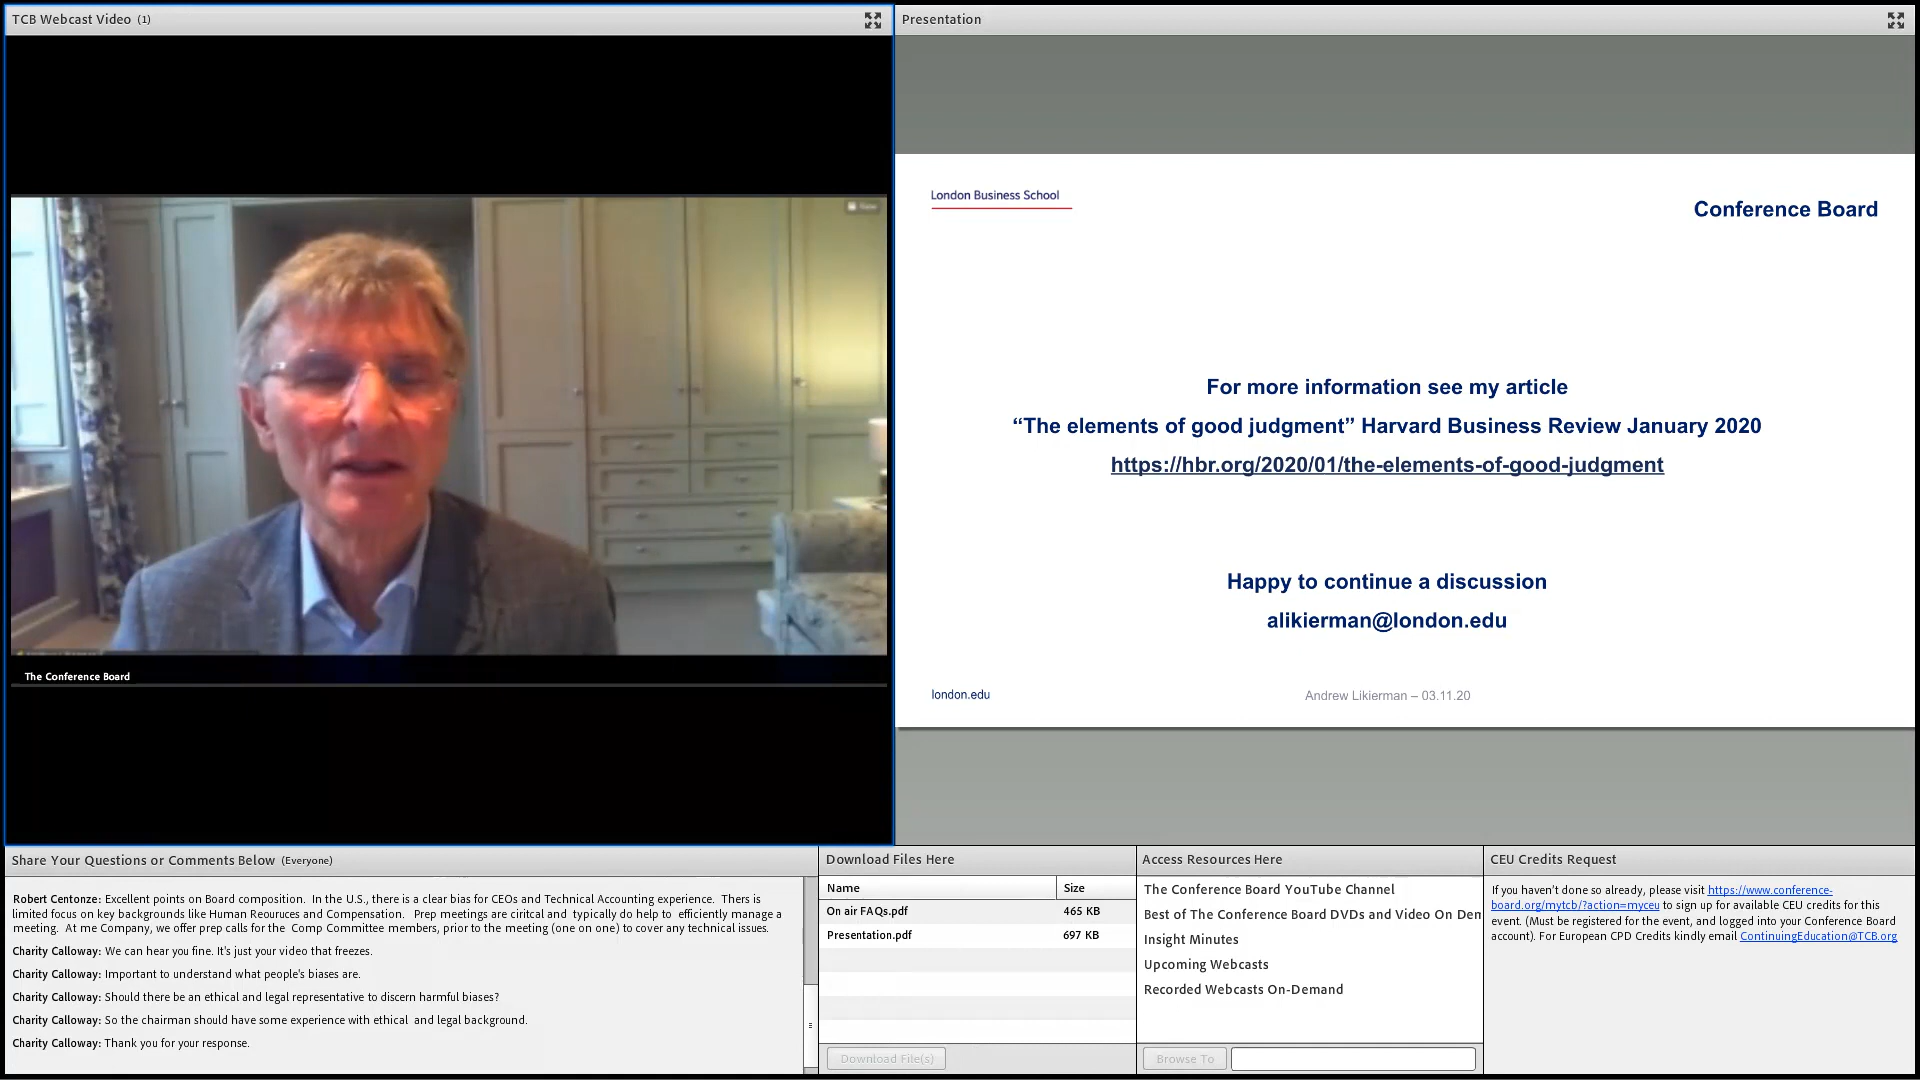 TCB Webcast Video (1)
Presentation
London Business School
Conference Board
For more information see my article
“The elements of good judgment” Harvard Business Review January 2020
https://hbr.org/2020/01/the-elements-of-good-judgment
Happy to continue a discussion
alikierman@london.edu
london.edu
Andrew Likierman – 03.11.20
The Conference Board
Share Your Questions or Comments Below (Everyone)
Robert Centonze: Excellent points on Board composition. In the U.S., there is a clear bias for CEOs and Technical Accounting experience. Thers is
limited focus on key backgrounds like Human Reouruces and Compensation. Prep meetings are ciritcal and typically do help to efficiently manage a
meeting. At me Company, we offer prep calls for the Comp Committee members, prior to the meeting (one on one) to cover any technical issues.
Charity Calloway: We can hear you fine. It's just your video that freezes.
Charity Calloway: Important to understand what people's biases are.
Charity Calloway: Should there be an ethical and legal representative to discern harmful biases?
Charity Calloway: So the chairman should have some experience with ethical and legal background.
Charity Calloway: Thank you for your response.
Download Files Here
Name Size
On air FAQs.pdf 465 KB
Presentation.pdf 697 KB
Download File(s)
Access Resources Here
The Conference Board YouTube Channel
Best of The Conference Board DVDs and Video On Dem
Insight Minutes
Upcoming Webcasts
Recorded Webcasts On-Demand
Browse To
CEU Credits Request
If you haven’t done so already, please visit https://www.conference-
board.org/mytcb/?action=myceu to sign up for available CEU credits for this
event. (Must be registered for the event, and logged into your Conference Board
account). For European CPD Credits kindly email ContinuingEducation@TCB.org